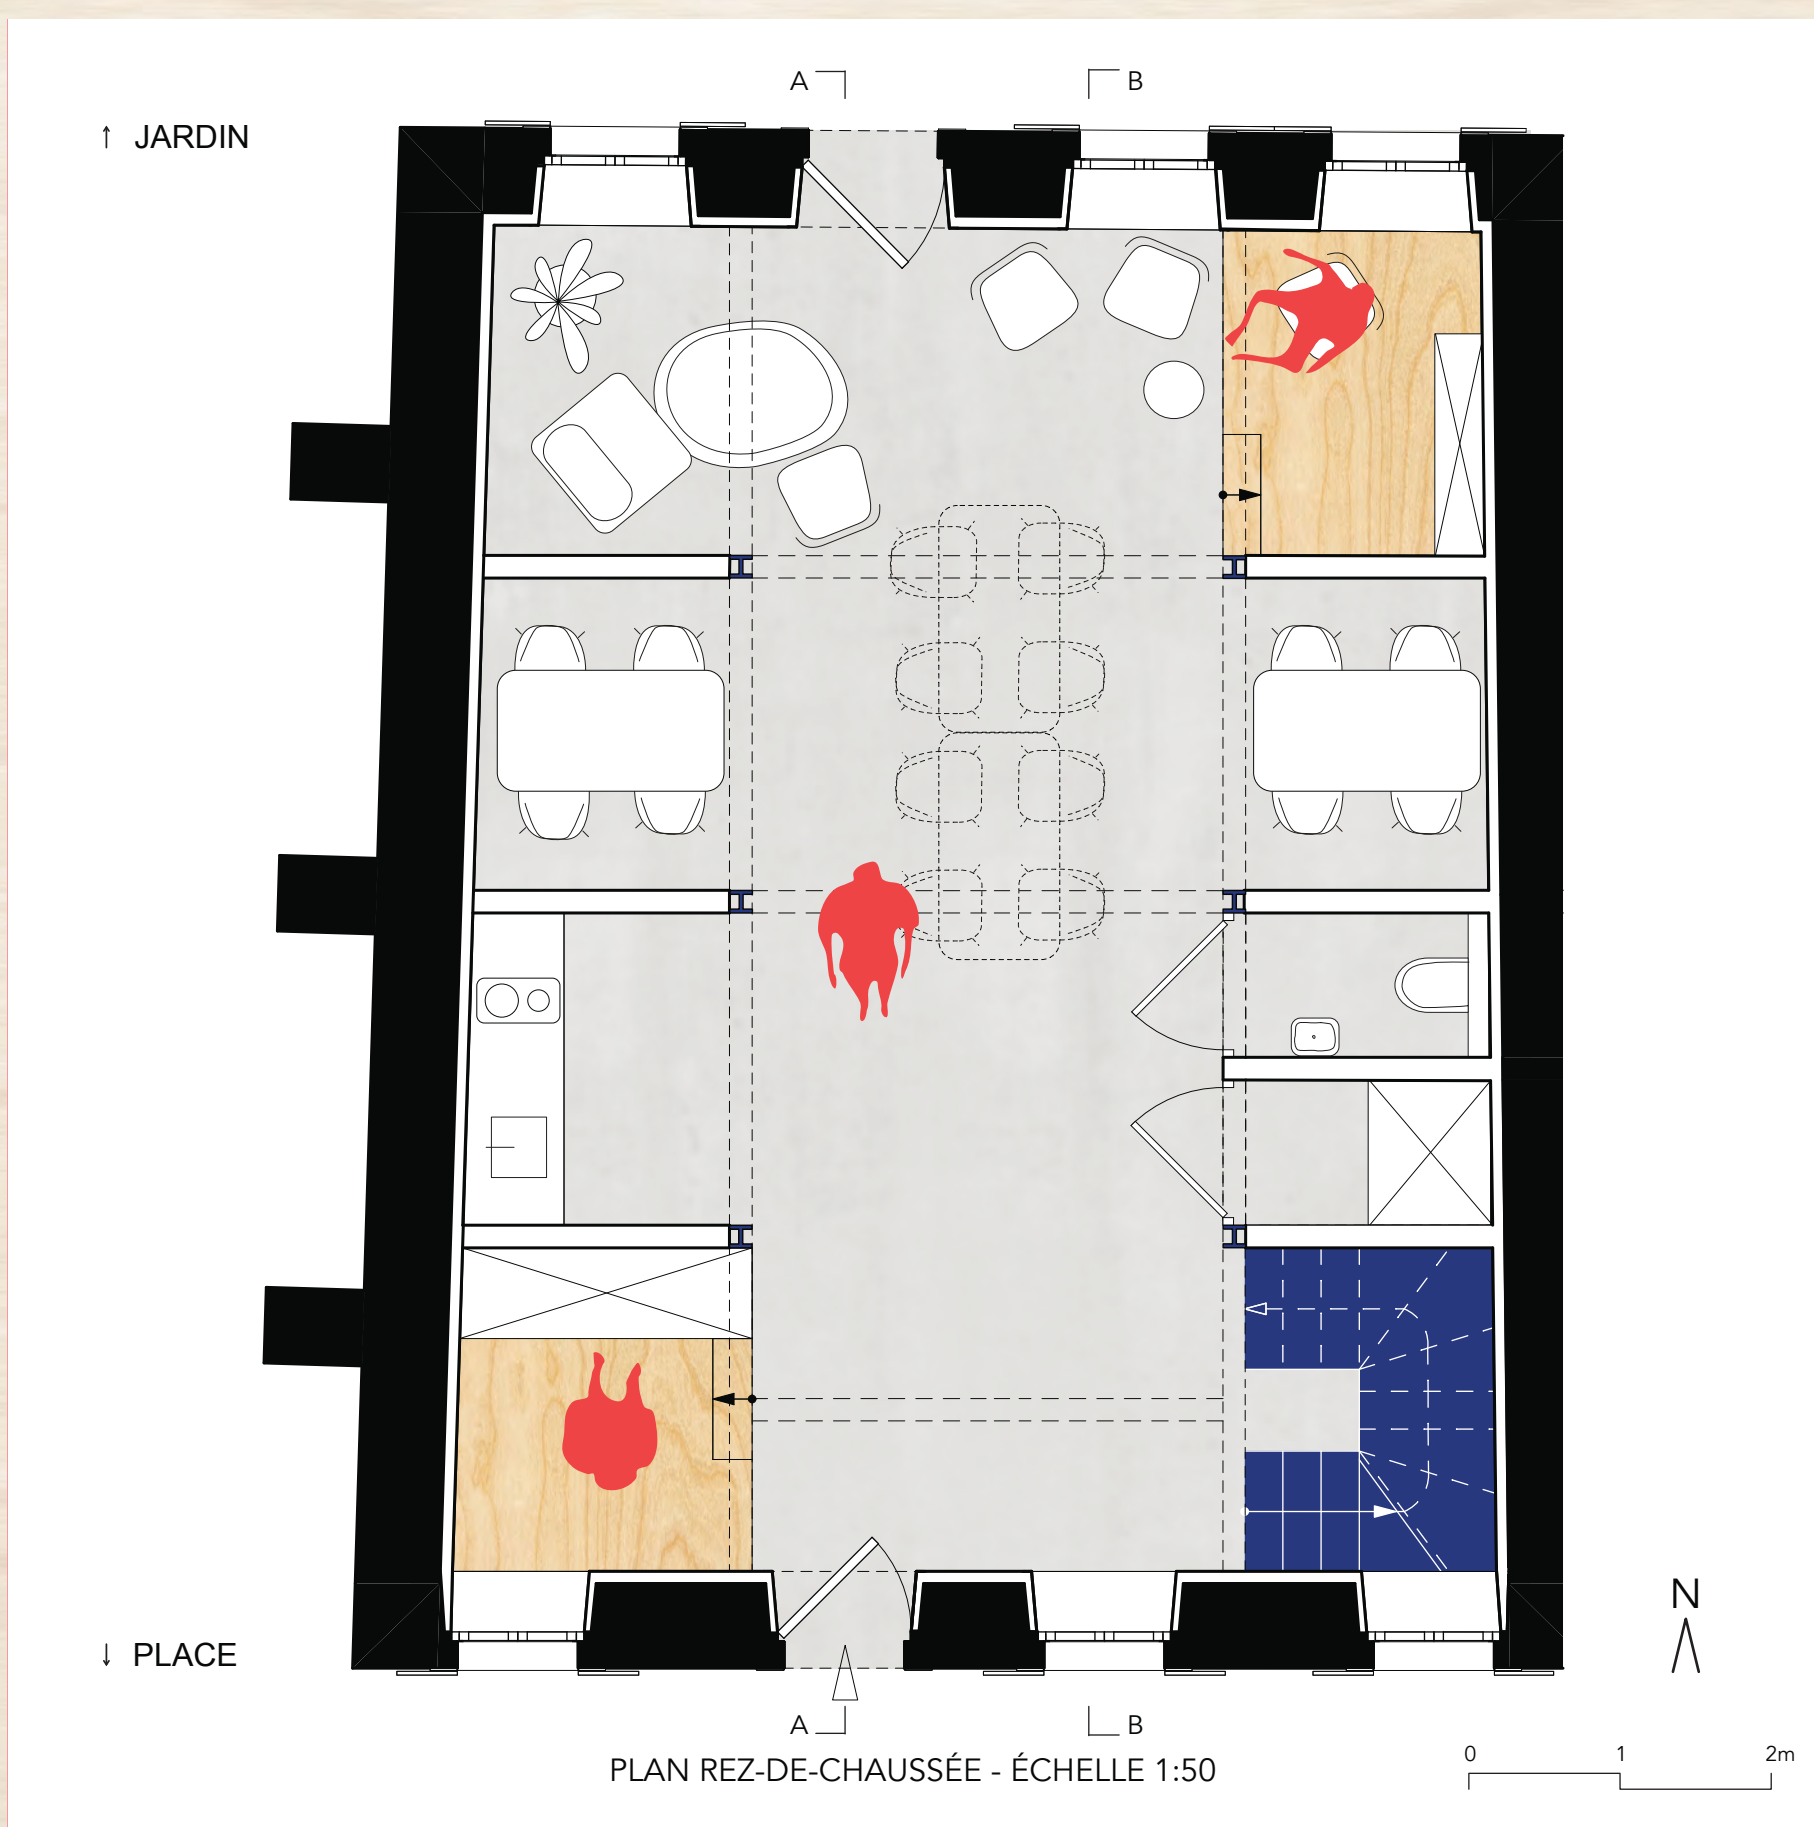 A
B
↑ JARDIN
↓ PLACE
N
A
B
PLAN REZ-DE-CHAUSSÉE - ÉCHELLE 1:50
0 1 2m